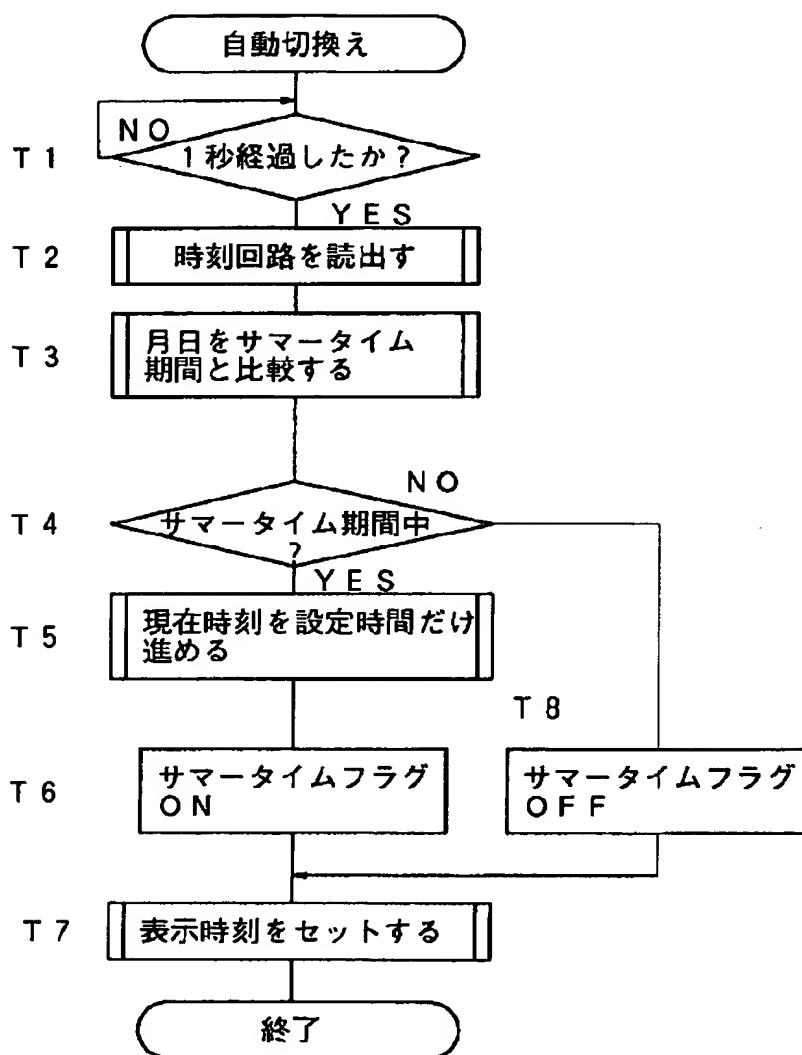 自動切換え
NO
T1
1秒経過したか?
YES
T2
時刻回路を読出す
T3
月日をサマータイム
期間と比較する
NO
T4
サマータイム期間中
?
YES
T5
現在時刻を設定時間だけ
進める
T8
T6
サマータイムフラグ
ON
サマータイムフラグ
OFF
T7
表示時刻をセットする
終了